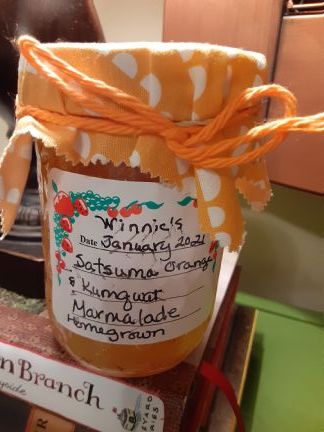 Winnie's
Date January 2021
Satsuma Orange
& Kumquat
Marmalade
Homegrown
n Branch